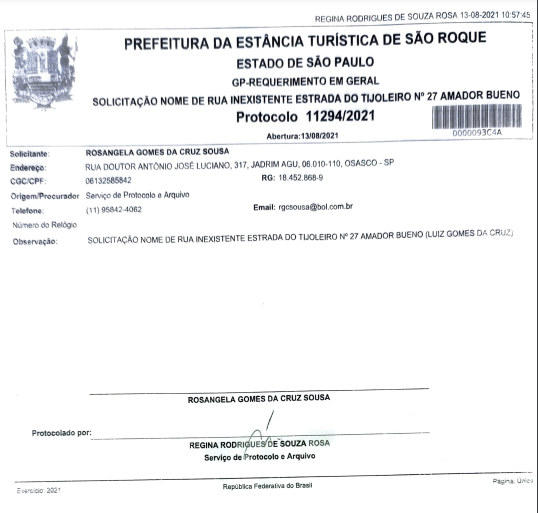 REGINA RODRIGUES DE SOUZA ROSA 13-08-2021 10:57:45
PREFEITURA DA ESTÂNCIA TURÍSTICA DE SÃO ROQUE
ESTADO DE SÃO PAULO
GP-REQUERIMENTO EM GERAL
SOLICITAÇÃO NOME DE RUA INEXISTENTE ESTRADA DO TIJOLEIRO Nº 27 AMADOR BUENO
Protocolo 11294/2021
Abertura:13/08/2021
0000093C4A
Solicitante: ROSANGELA GOMES DA CRUZ SOUSA
Endereço: RUA DOUTOR ANTÔNIO JOSÉ LUCIANO, 317, JADRIM AGU, 06.010-110, OSASCO - SP
CGC/CPF: 06132585842 RG: 18.452.868-9
Origem/Procurador Serviço de Protocolo e Arquivo
Telefone: (11) 95842-4062 Email: rgcsousa@bol.com.br
Número do Relógio
Observação: SOLICITAÇÃO NOME DE RUA INEXISTENTE ESTRADA DO TIJOLEIRO Nº 27 AMADOR BUENO (LUIZ GOMES DA CRUZ)
ROSANGELA GOMES DA CRUZ SOUSA
Protocolado por:
REGINA RODRIGUES DE SOUZA ROSA
Serviço de Protocolo e Arquivo
Exercício: 2021 República Federativa do Brasil Página: Única